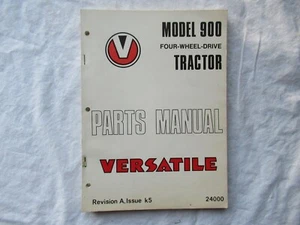 V
MODEL 900
FOUR-WHEEL-DRIVE
TRACTOR
PARTS MANUAL
VERSATILE
Revision A, Issue k5
24000